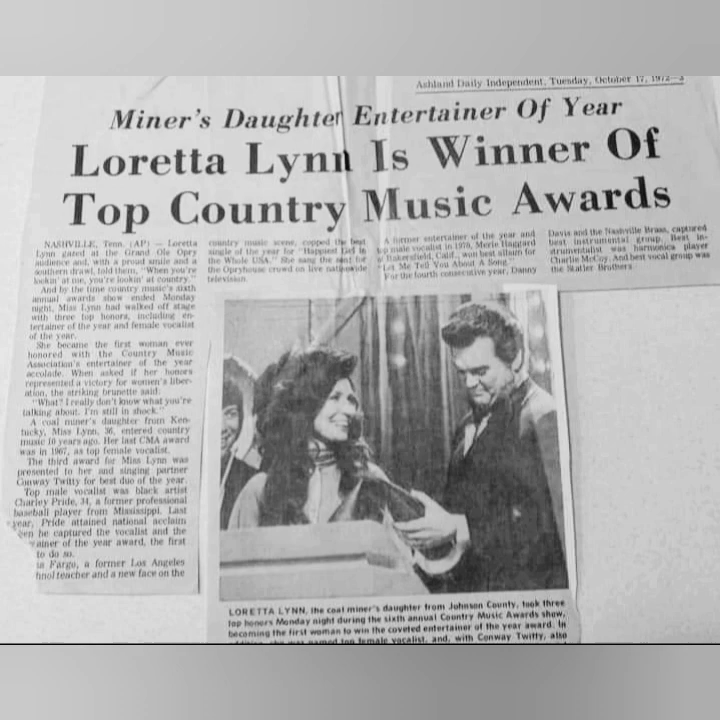 Ashland Daily Independent, Tuesday, October 17, 1972—3
Miner's Daughter Entertainer Of Year
Loretta Lynn Is Winner Of
Top Country Music Awards
NASHVILLE, Tenn. (AP) — Loretta
Lynn gazed at the Grand Ole Opry
audience and, with a proud smile and a
southern drawl, told them, "When you're
lookin' at me, you're lookin' at country."
And by the time country music's sixth
annual awards show ended Monday
night, Miss Lynn had walked off stage
with three top honors, including en-
tertainer of the year and female vocalist
of the year.
She became the first woman ever
honored with the Country Music
Association's entertainer of the year
accolade. When asked if her honors
represented a victory for women's liber-
ation, the striking brunette said:
"What? I really don't know what you're
talking about. I'm still in shock."
A coal miner's daughter from Ken-
tucky, Miss Lynn, 36, entered country
music 10 years ago. Her last CMA award
was in 1967, as top female vocalist.
The third award for Miss Lynn was
presented to her and singing partner
Conway Twitty for best duo of the year.
Top male vocalist was black artist
Charley Pride, 34, a former professional
baseball player from Mississippi. Last
year, Pride attained national acclaim
en he captured the vocalist and the
ainer of the year award, the first
to do so.
a Fargo, a former Los Angeles
hool teacher and a new face on the
country music scene, copped the best
single of the year for "Happiest Girl in
the Whole USA." She sang the song for
the Opryhouse crowd on live nationwide
television.
A former entertainer of the year and
top male vocalist in 1970, Merle Haggard
of Bakersfield, Calif., won best album for
"Let Me Tell You About A Song."
For the fourth consecutive year, Danny
Davis and the Nashville Brass, captured
best instrumental group. Best in-
strumentalist was harmonica player
Charlie McCoy. And best vocal group was
the Statler Brothers.
LORETTA LYNN, the coal miner's daughter from Johnson County, took three
top honors Monday night during the sixth annual Country Music Awards show,
becoming the first woman to win the coveted entertainer of the year award. In
addition, she was named top female vocalist, and, with Conway Twitty, also